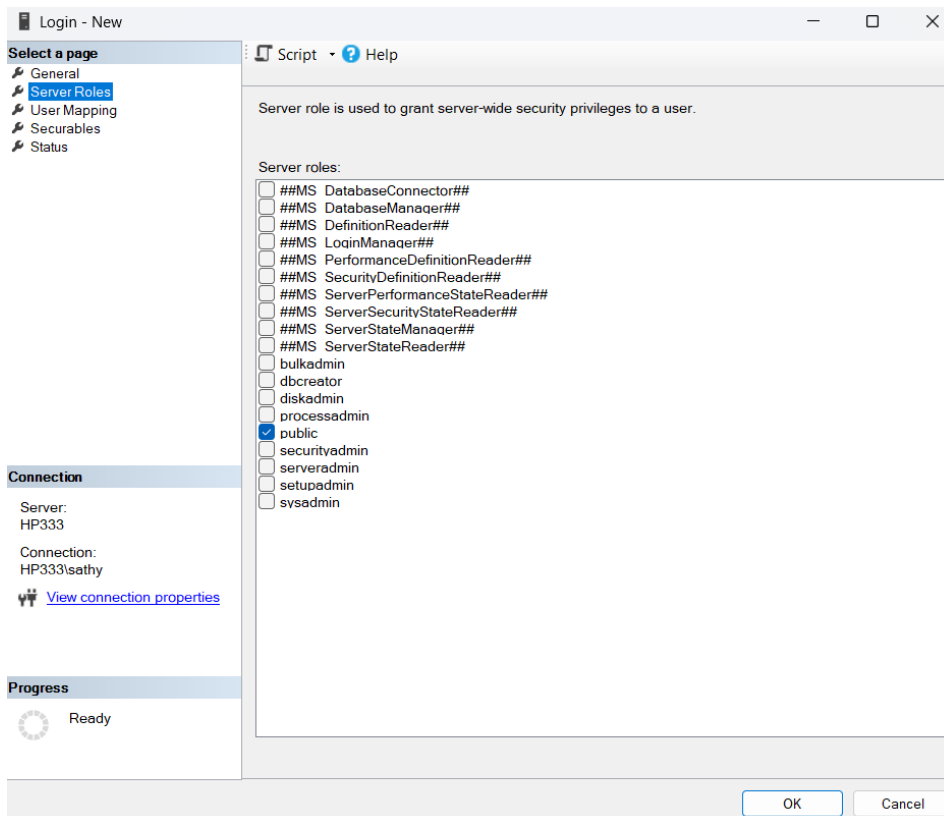 Login - New
Select a page
General
Server Roles
User Mapping
Securables
Status
Script
Help
Server role is used to grant server-wide security privileges to a user.
Server roles:
##MS_DatabaseConnector##
##MS_DatabaseManager##
##MS_DefinitionReader##
##MS_LoginManager##
##MS_PerformanceDefinitionReader##
##MS_SecurityDefinitionReader##
##MS_ServerPerformanceStateReader##
##MS_ServerSecurityStateReader##
##MS_ServerStateManager##
##MS_ServerStateReader##
bulkadmin
dbcreator
diskadmin
processadmin
public
securityadmin
serveradmin
setupadmin
sysadmin
Connection
Server:
HP333
Connection:
HP333\sathy
View connection properties
Progress
Ready
OK
Cancel